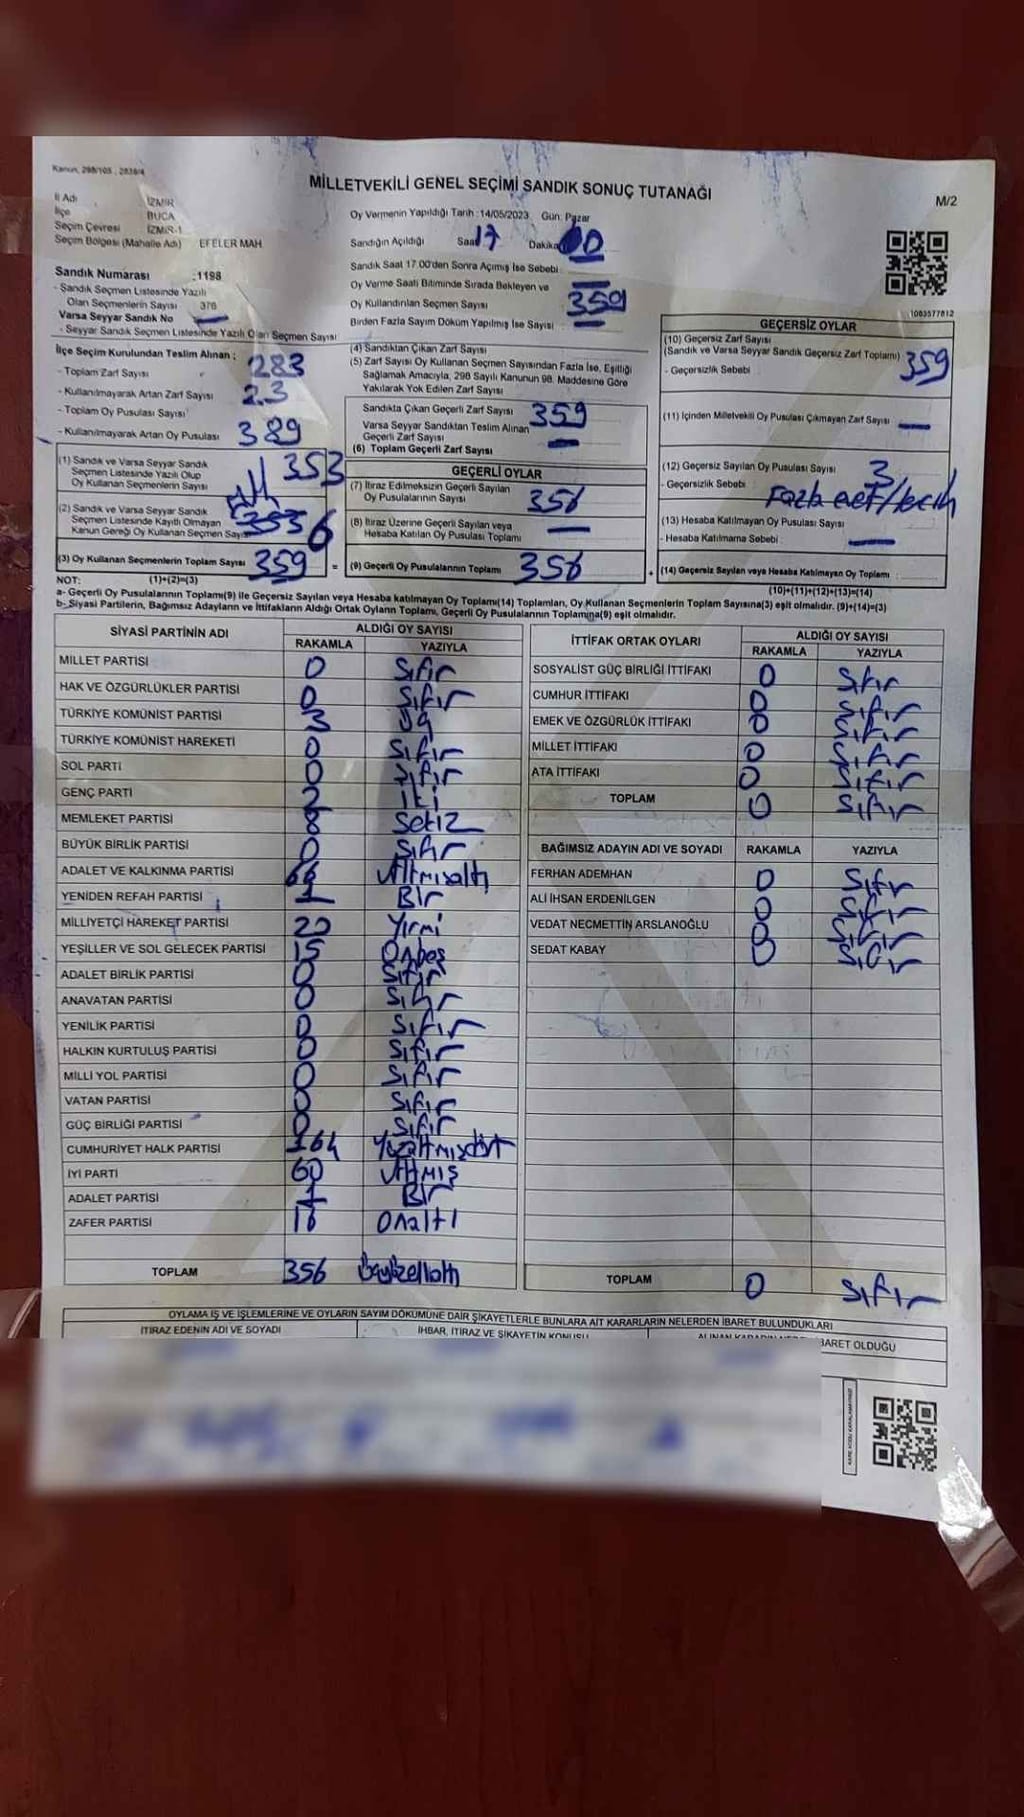 Kanun; 298/105 , 2839/4
MİLLETVEKİLİ GENEL SEÇİMİ SANDIK SONUÇ TUTANAĞI
M/2
İl Adı İZMİR
İlçe BUCA
Seçim Çevresi İZMİR-1
Seçim Bölgesi (Mahalle Adı) EFELER MAH.
Sandık Numarası :1198
- Sandık Seçmen Listesinde Yazılı
Olan Seçmenlerin Sayısı 376
Varsa Seyyar Sandık No —
- Seyyar Sandık Seçmen Listesinde Yazılı Olan Seçmen Sayısı
Oy Vermenin Yapıldığı Tarih :14/05/2023 Gün: Pazar
Sandığın Açıldığı Saat 17 Dakika
Sandık Saat 17:00'den Sonra Açımış İse Sebebi:
Oy Verme Saati Bitiminde Sırada Bekleyen ve —
Oy Kullandırılan Seçmen Sayısı : 359
Birden Fazla Sayım Döküm Yapılmış İse Sayısı : —
1003577812
İlçe Seçim Kurulundan Teslim Alınan ;
- Toplam Zarf Sayısı 283
- Kullanılmayarak Artan Zarf Sayısı 23
- Toplam Oy Pusulası Sayısı
- Kullanılmayarak Artan Oy Pusulası 389
(1) Sandık ve Varsa Seyyar Sandık
Seçmen Listesinde Yazılı Olup
Oy Kullanan Seçmenlerin Sayısı 353
(2) Sandık ve Varsa Seyyar Sandık
Seçmen Listesinde Kayıtlı Olmayan
Kanun Gereği Oy Kullanan Seçmen Sayısı 6
(3) Oy Kullanan Seçmenlerin Toplam Sayısı 359
(1)+(2)=(3)
(4) Sandıktan Çıkan Zarf Sayısı
(5) Zarf Sayısı Oy Kullanan Seçmen Sayısından Fazla İse, Eşitliği
Sağlamak Amacıyla, 298 Sayılı Kanunun 98. Maddesine Göre
Yakılarak Yok Edilen Zarf Sayısı
Sandıkta Çıkan Geçerli Zarf Sayısı 359
Varsa Seyyar Sandıktan Teslim Alınan
Geçerli Zarf Sayısı —
(6) Toplam Geçerli Zarf Sayısı
GEÇERLİ OYLAR
(7) İtiraz Edilmeksizin Geçerli Sayılan
Oy Pusulalarının Sayısı 356
(8) İtiraz Üzerine Geçerli Sayılan veya
Hesaba Katılan Oy Pusulası Toplamı —
= (9) Geçerli Oy Pusulalarının Toplamı 356
GEÇERSİZ OYLAR
(10) Geçersiz Zarf Sayısı
(Sandık ve Varsa Seyyar Sandık Geçersiz Zarf Toplamı) 359
- Geçersizlik Sebebi :
(11) İçinden Milletvekili Oy Pusulası Çıkmayan Zarf Sayısı : —
(12) Geçersiz Sayılan Oy Pusulası Sayısı : 3
- Geçersizlik Sebebi : Fazla
(13) Hesaba Katılmayan Oy Pusulası Sayısı :
- Hesaba Katılmama Sebebi : —
+ (14) Geçersiz Sayılan veya Hesaba Katılmayan Oy Toplamı :
(10)+(11)+(12)+(13)=(14)
NOT:
a- Geçerli Oy Pusulalarının Toplamı(9) ile Geçersiz Sayılan veya Hesaba katılmayan Oy Toplamı(14) Toplamları, Oy Kullanan Seçmenlerin Toplam Sayısına(3) eşit olmalıdır. (9)+(14)=(3)
b- Siyasi Partilerin, Bağımsız Adayların ve İttifakların Aldığı Ortak Oyların Toplamı, Geçerli Oy Pusulalarının Toplamına(9) eşit olmalıdır.
SİYASİ PARTİNİN ADI ALDIĞI OY SAYISI
RAKAMLA YAZIYLA
MİLLET PARTİSİ 0 Sıfır
HAK VE ÖZGÜRLÜKLER PARTİSİ 0 Sıfır
TÜRKİYE KOMÜNİST PARTİSİ 3 üç
TÜRKİYE KOMÜNİST HAREKETİ 0 Sıfır
SOL PARTİ 0 Sıfır
GENÇ PARTİ 2 iki
MEMLEKET PARTİSİ 8 Sekiz
BÜYÜK BİRLİK PARTİSİ 0 Sıfır
ADALET VE KALKINMA PARTİSİ 66 Altmışaltı
YENİDEN REFAH PARTİSİ 1 Bir
MİLLİYETÇİ HAREKET PARTİSİ 20 Yirmi
YEŞİLLER VE SOL GELECEK PARTİSİ 15 Onbeş
ADALET BİRLİK PARTİSİ 0 Sıfır
ANAVATAN PARTİSİ 0 Sıfır
YENİLİK PARTİSİ 0 Sıfır
HALKIN KURTULUŞ PARTİSİ 0 Sıfır
MİLLİ YOL PARTİSİ 0 Sıfır
VATAN PARTİSİ 0 Sıfır
GÜÇ BİRLİĞİ PARTİSİ 0 Sıfır
CUMHURİYET HALK PARTİSİ 164 Yüzaltmışdört
İYİ PARTİ 60 Altmış
ADALET PARTİSİ 1 Bir
ZAFER PARTİSİ 16 Onaltı
TOPLAM 356 Üçyüzellialtı
İTTİFAK ORTAK OYLARI ALDIĞI OY SAYISI
RAKAMLA YAZIYLA
SOSYALİST GÜÇ BİRLİĞİ İTTİFAKI 0 Sıfır
CUMHUR İTTİFAKI 0 Sıfır
EMEK VE ÖZGÜRLÜK İTTİFAKI 0 Sıfır
MİLLET İTTİFAKI 0 Sıfır
ATA İTTİFAKI 0 Sıfır
TOPLAM 0 Sıfır
BAĞIMSIZ ADAYIN ADI VE SOYADI RAKAMLA YAZIYLA
FERHAN ADEMHAN 0 Sıfır
ALİ İHSAN ERDENİLGEN 0 Sıfır
VEDAT NECMETTİN ARSLANOĞLU 0 Sıfır
SEDAT KABAY 0 Sıfır
TOPLAM 0 Sıfır
OYLAMA İŞ VE İŞLEMLERİNE VE OYLARIN SAYIM DÖKÜMÜNE DAİR ŞİKAYETLERLE BUNLARA AİT KARARLARIN NELERDEN İBARET BULUNDUKLARI
İTİRAZ EDENİN ADI VE SOYADI İHBAR, İTİRAZ VE ŞİKAYETİN KONUSU
BARET OLDUĞU